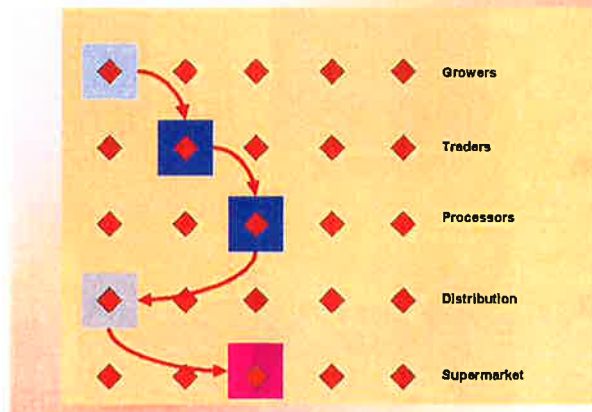 Growers
Traders
Processors
Distribution
Supermarket